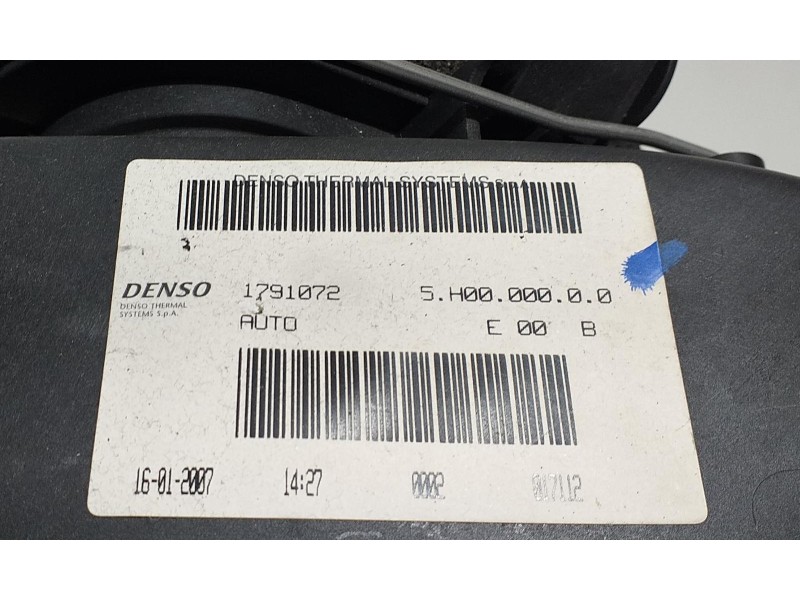 DENSO THERMAL SYSTEMS S.p.A.
DENSO 1791072 5.H00.000.0.0
DENSO THERMAL
SYSTEMS S.p.A.
AUTO E 00 B
16-01-2007 14:27 0002 017112